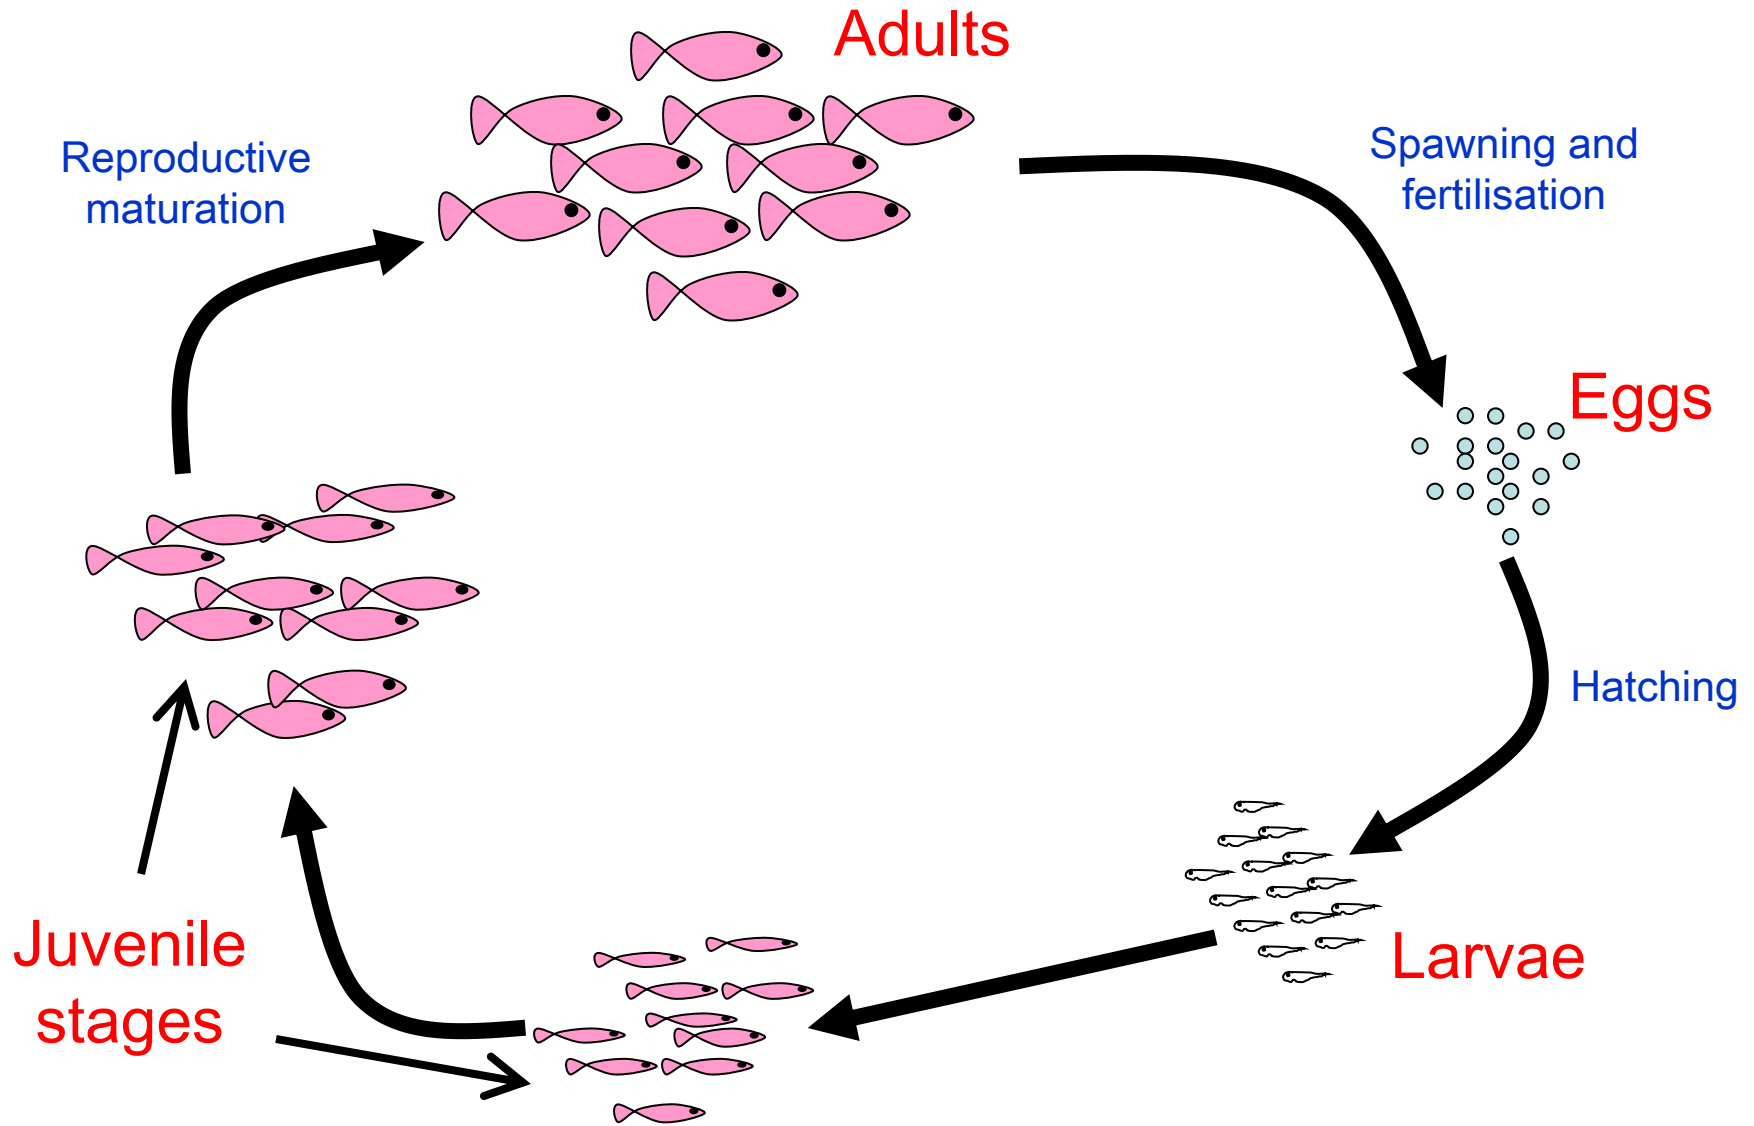 Adults
Reproductive
maturation
Spawning and
fertilisation
Eggs
Hatching
Juvenile
stages
Larvae